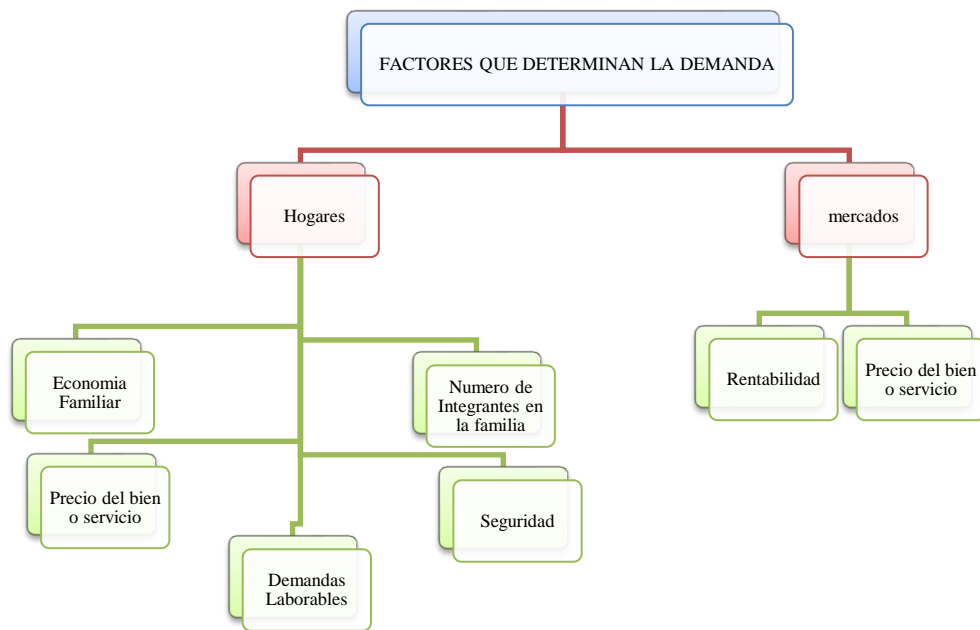 FACTORES QUE DETERMINAN LA DEMANDA
Hogares
mercados
Economia
Familiar
Numero de
Integrantes en
la familia
Precio del bien
o servicio
Seguridad
Demandas
Laborables
Rentabilidad
Precio del bien
o servicio